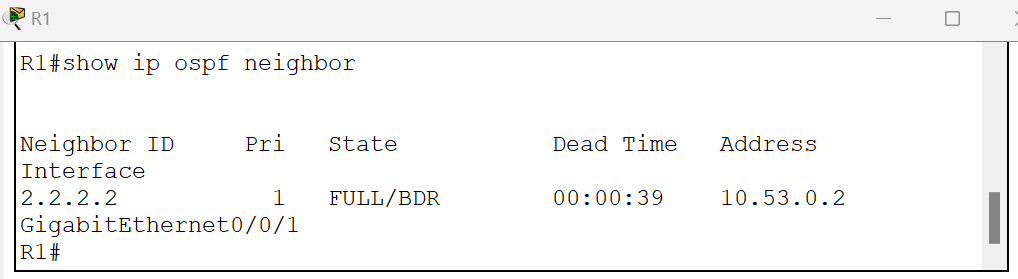 R1
R1#show ip ospf neighbor
Neighbor ID     Pri   State           Dead Time   Address
Interface
2.2.2.2           1   FULL/BDR        00:00:39    10.53.0.2
GigabitEthernet0/0/1
R1#